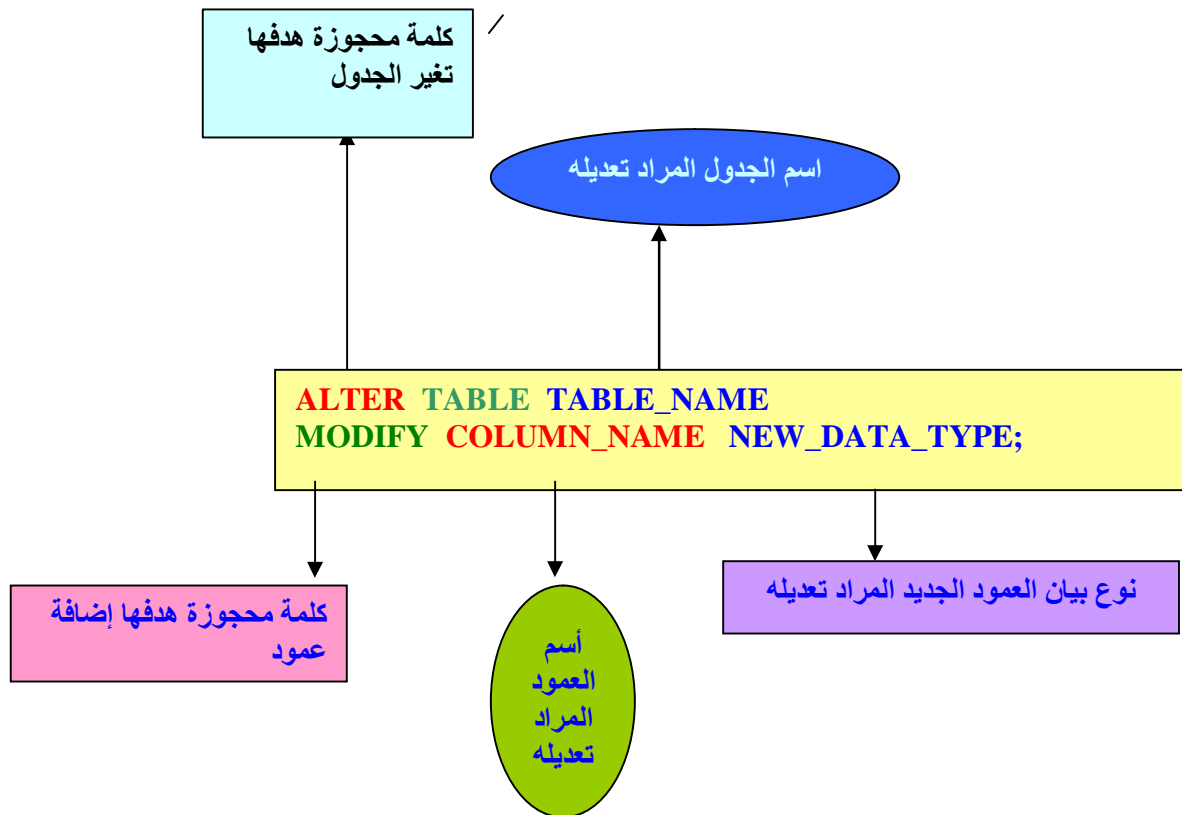 كلمة محجوزة هدفها
تغير الجدول
اسم الجدول المراد تعديله
ALTER TABLE TABLE_NAME
MODIFY COLUMN_NAME NEW_DATA_TYPE;
نوع بيان العمود الجديد المراد تعديله
أسم
العمود
المراد
تعديله
كلمة محجوزة هدفها إضافة
عمود